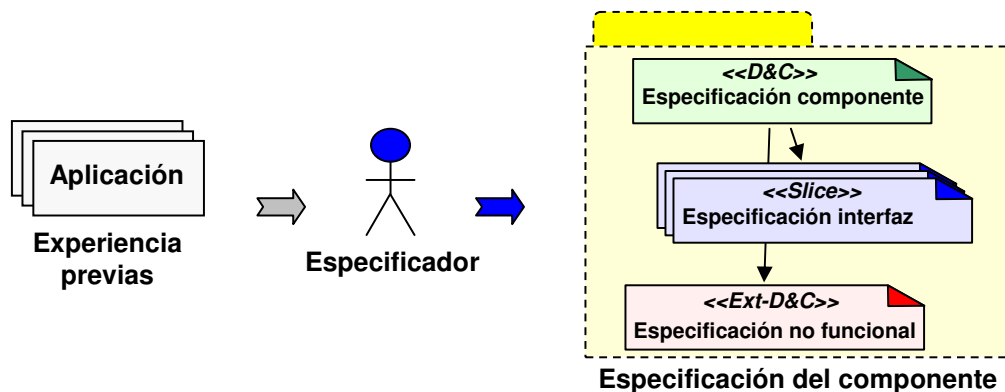 Aplicación
Experiencia
previas
Especificador
<<D&C>>
Especificación componente
<<Slice>>
Especificación interfaz
<<Ext-D&C>>
Especificación no funcional
Especificación del componente